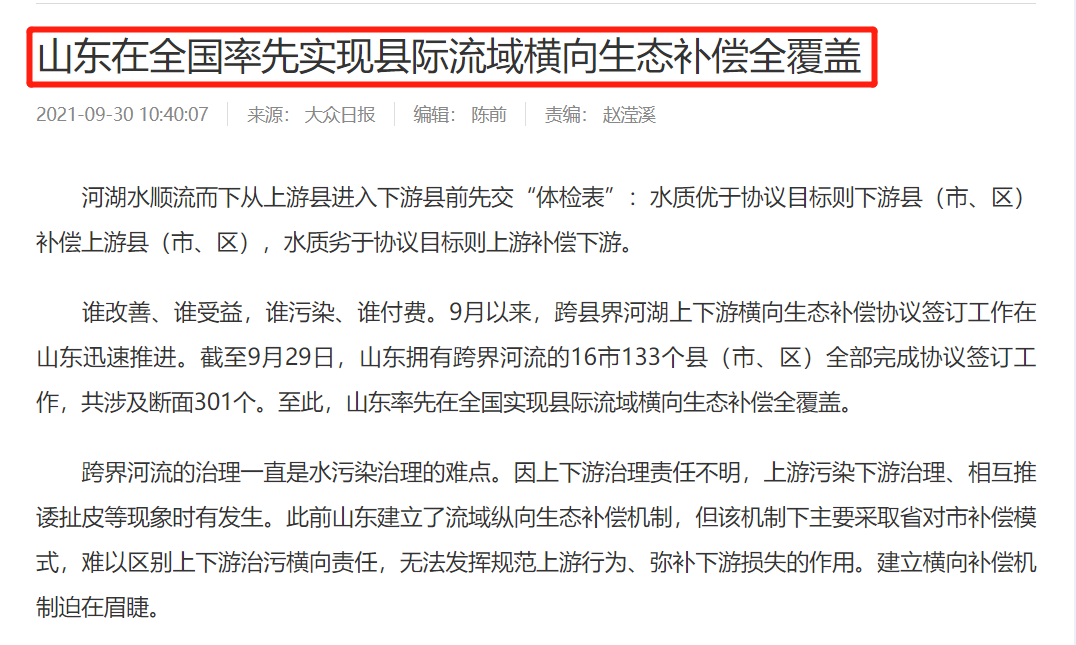 山东在全国率先实现县际流域横向生态补偿全覆盖
2021-09-30 10:40:07 来源： 大众日报 编辑： 陈前 责编： 赵滢溪
河湖水顺流而下从上游县进入下游县前先交“体检表”：水质优于协议目标则下游县（市、区）
补偿上游县（市、区），水质劣于协议目标则上游补偿下游。
谁改善、谁受益，谁污染、谁付费。9月以来，跨县界河湖上下游横向生态补偿协议签订工作在
山东迅速推进。截至9月29日，山东拥有跨界河流的16市133个县（市、区）全部完成协议签订工
作，共涉及断面301个。至此，山东率先在全国实现县际流域横向生态补偿全覆盖。
跨界河流的治理一直是水污染治理的难点。因上下游治理责任不明，上游污染下游治理、相互推
诿扯皮等现象时有发生。此前山东建立了流域纵向生态补偿机制，但该机制下主要采取省对市补偿模
式，难以区别上下游治污横向责任，无法发挥规范上游行为、弥补下游损失的作用。建立横向补偿机
制迫在眉睫。